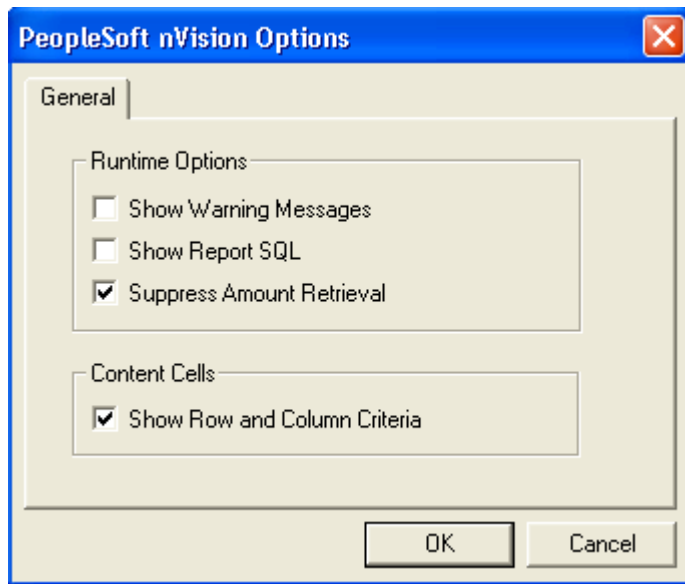 PeopleSoft nVision Options
General
Runtime Options
Show Warning Messages
Show Report SQL
Suppress Amount Retrieval
Content Cells
Show Row and Column Criteria
OK
Cancel